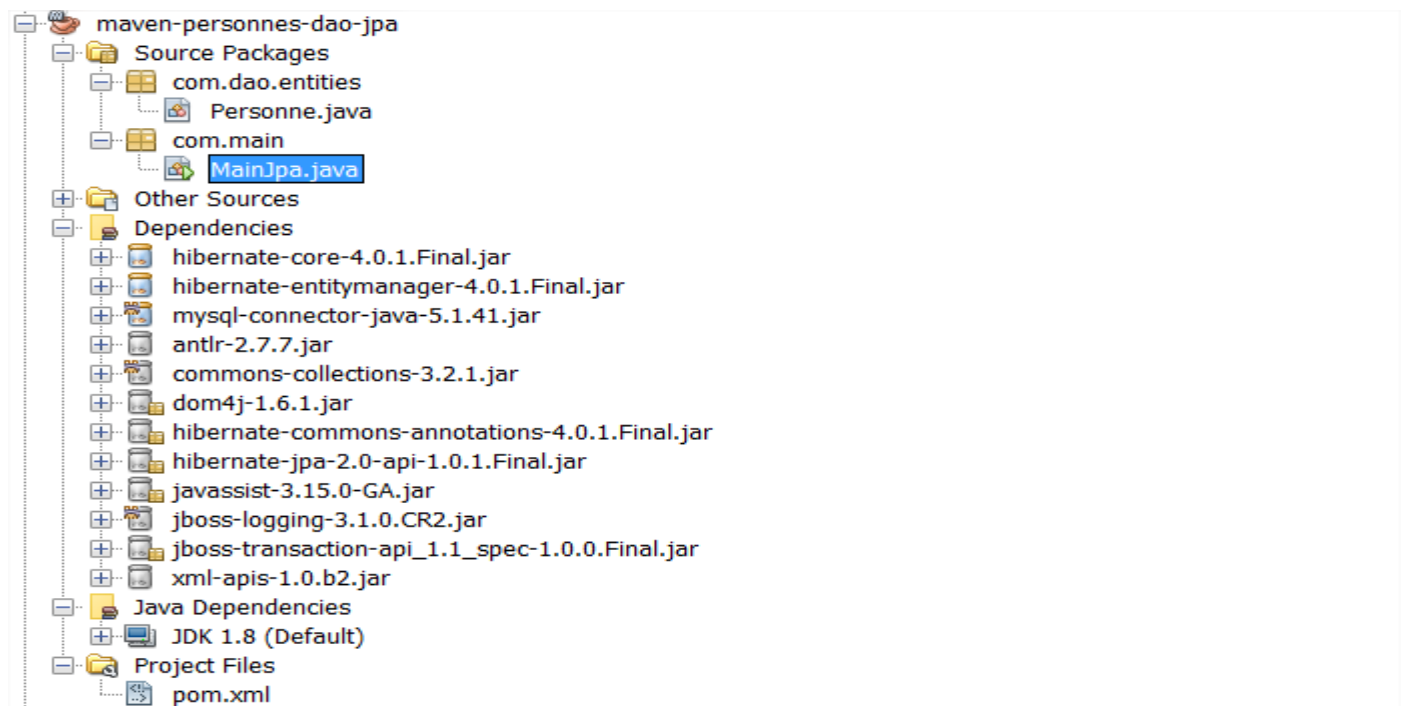 maven-personnes-dao-jpa
Source Packages
com.dao.entities
Personne.java
com.main
MainJpa.java
Other Sources
Dependencies
hibernate-core-4.0.1.Final.jar
hibernate-entitymanager-4.0.1.Final.jar
mysql-connector-java-5.1.41.jar
antlr-2.7.7.jar
commons-collections-3.2.1.jar
dom4j-1.6.1.jar
hibernate-commons-annotations-4.0.1.Final.jar
hibernate-jpa-2.0-api-1.0.1.Final.jar
javassist-3.15.0-GA.jar
jboss-logging-3.1.0.CR2.jar
jboss-transaction-api_1.1_spec-1.0.0.Final.jar
xml-apis-1.0.b2.jar
Java Dependencies
JDK 1.8 (Default)
Project Files
pom.xml